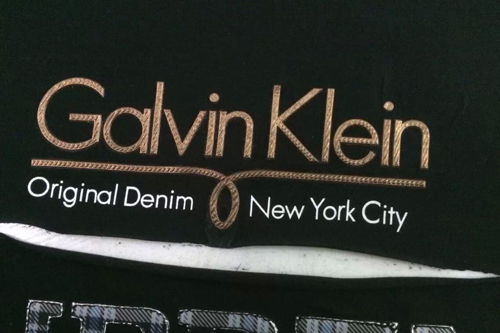 Galvin Klein
Original Denim New York City